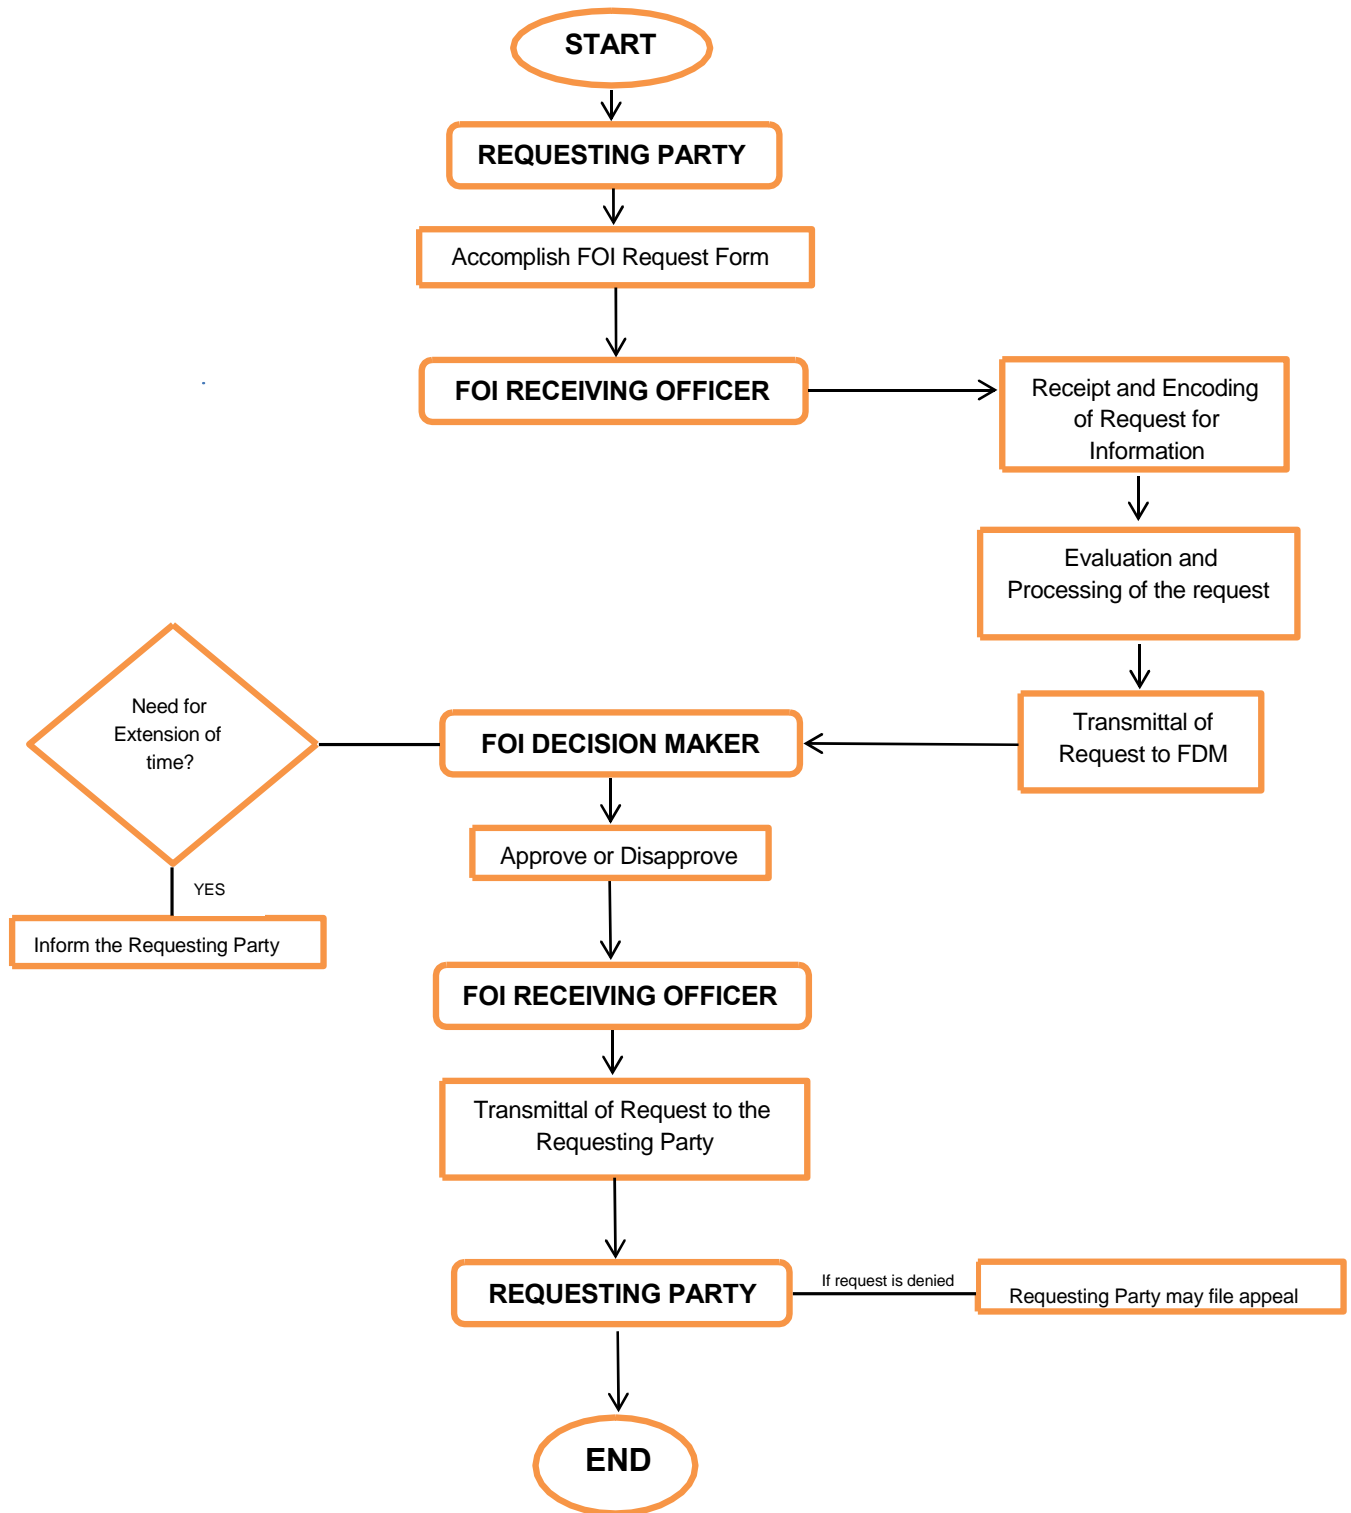 START
REQUESTING PARTY
Accomplish FOI Request Form
FOI RECEIVING OFFICER
Receipt and Encoding
of Request for
Information
Evaluation and
Processing of the request
Transmittal of
Request to FDM
FOI DECISION MAKER
Need for
Extension of
time?
YES
Inform the Requesting Party
Approve or Disapprove
FOI RECEIVING OFFICER
Transmittal of Request to the
Requesting Party
REQUESTING PARTY
If request is denied
Requesting Party may file appeal
END